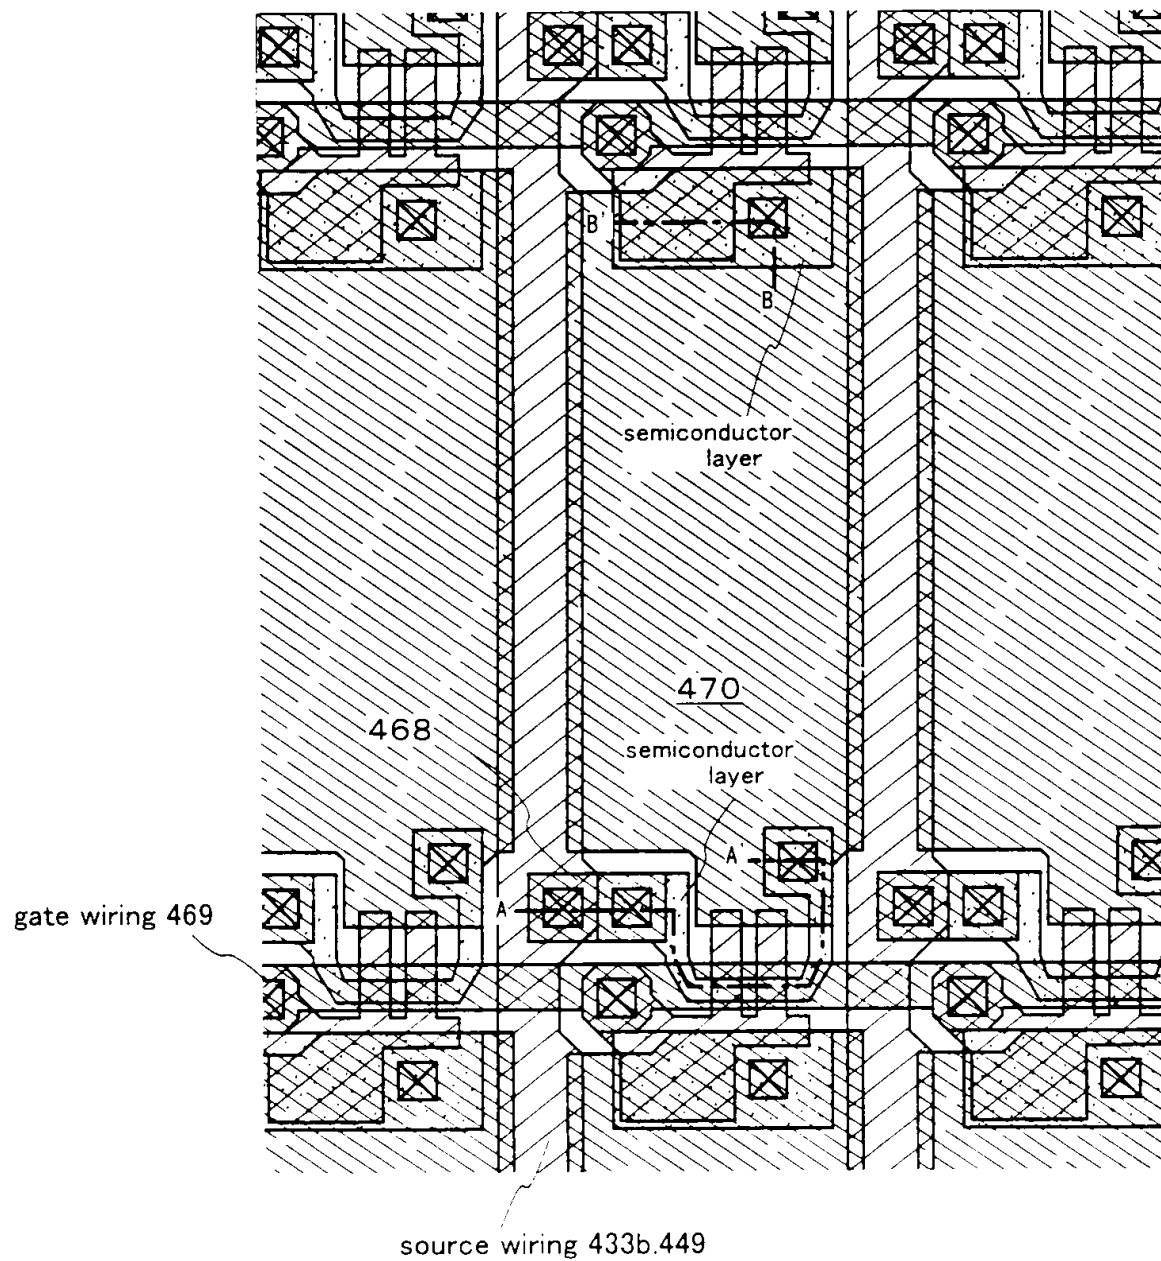 B'
B
semiconductor
layer
470
468
semiconductor
layer
A'
A
gate wiring 469
source wiring 433b.449